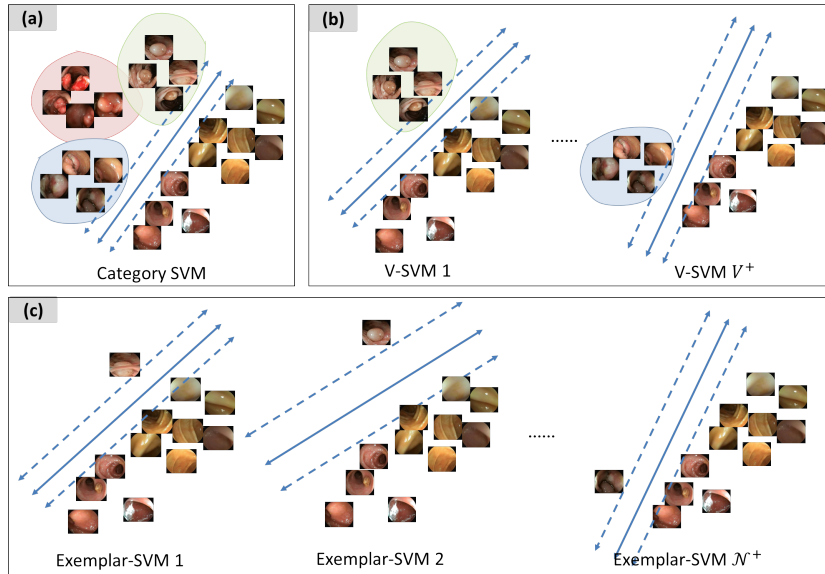 (a)
Category SVM
(b)
......
V-SVM 1
V-SVM V⁺
(c)
......
Exemplar-SVM 1
Exemplar-SVM 2
Exemplar-SVM 𝒩⁺